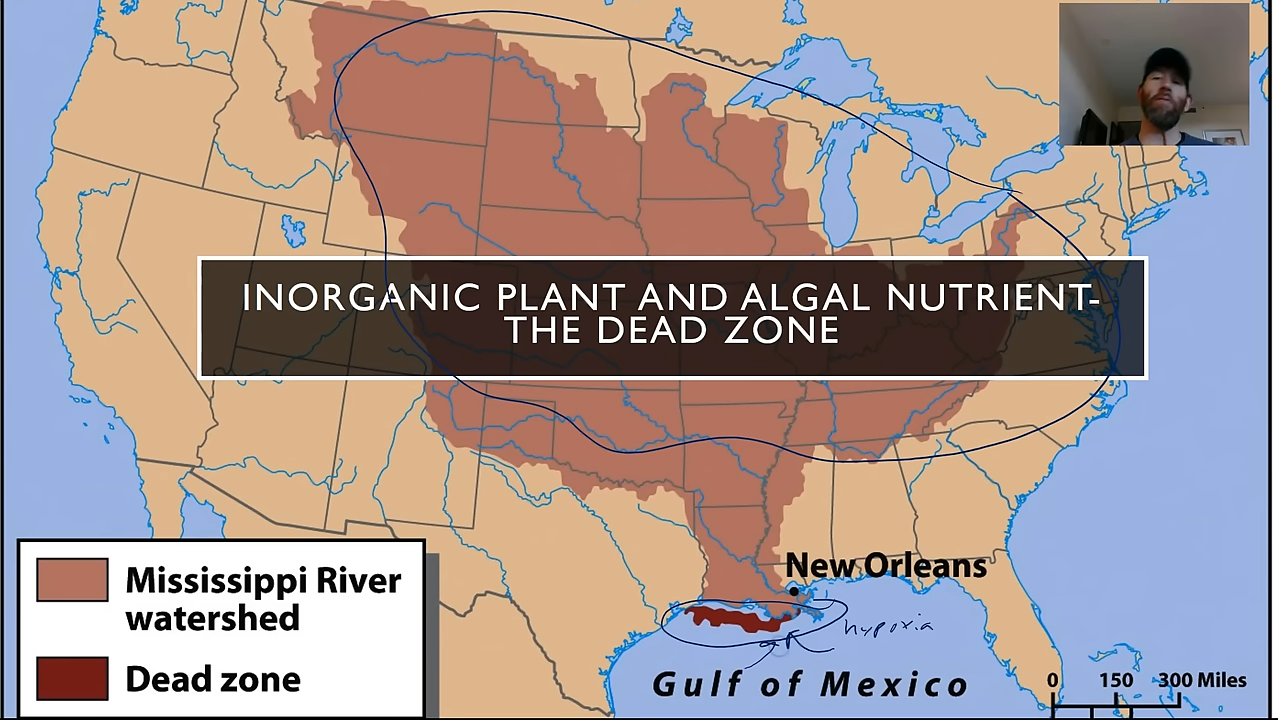 INORGANIC PLANT AND ALGAL NUTRIENT-
THE DEAD ZONE
New Orleans
hypoxia
Gulf of Mexico
Mississippi River
watershed
Dead zone
0 150 300 Miles